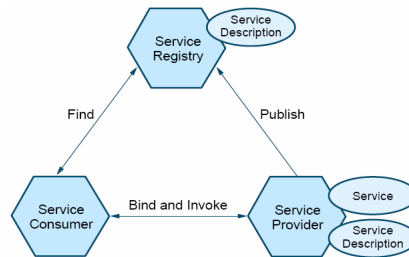 Service
Description
Service
Registry
Find
Publish
Bind and Invoke
Service
Consumer
Service
Provider
Service
Service
Description